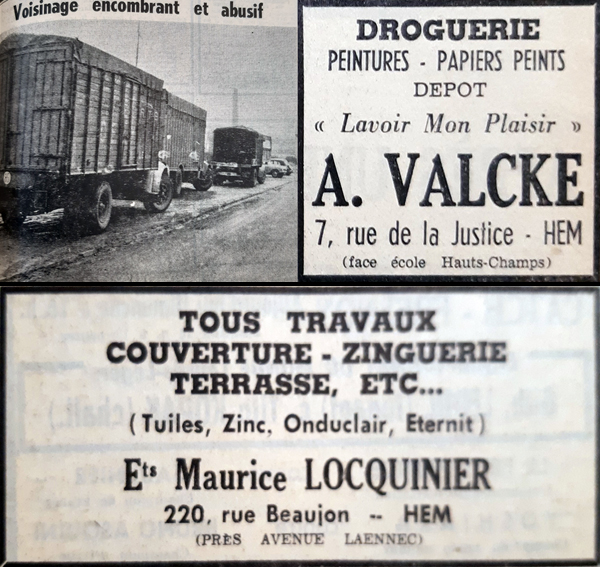 Voisinage encombrant et abusif
DROGUERIE
PEINTURES - PAPIERS PEINTS
DEPOT
« Lavoir Mon Plaisir »
A. VALCKE
7, rue de la Justice - HEM
(face école Hauts-Champs)
TOUS TRAVAUX
COUVERTURE - ZINGUERIE
TERRASSE, ETC...
(Tuiles, Zinc, Onduclair, Eternit)
Ets Maurice LOCQUINIER
220, rue Beaujon -- HEM
(PRÈS AVENUE LAENNEC)